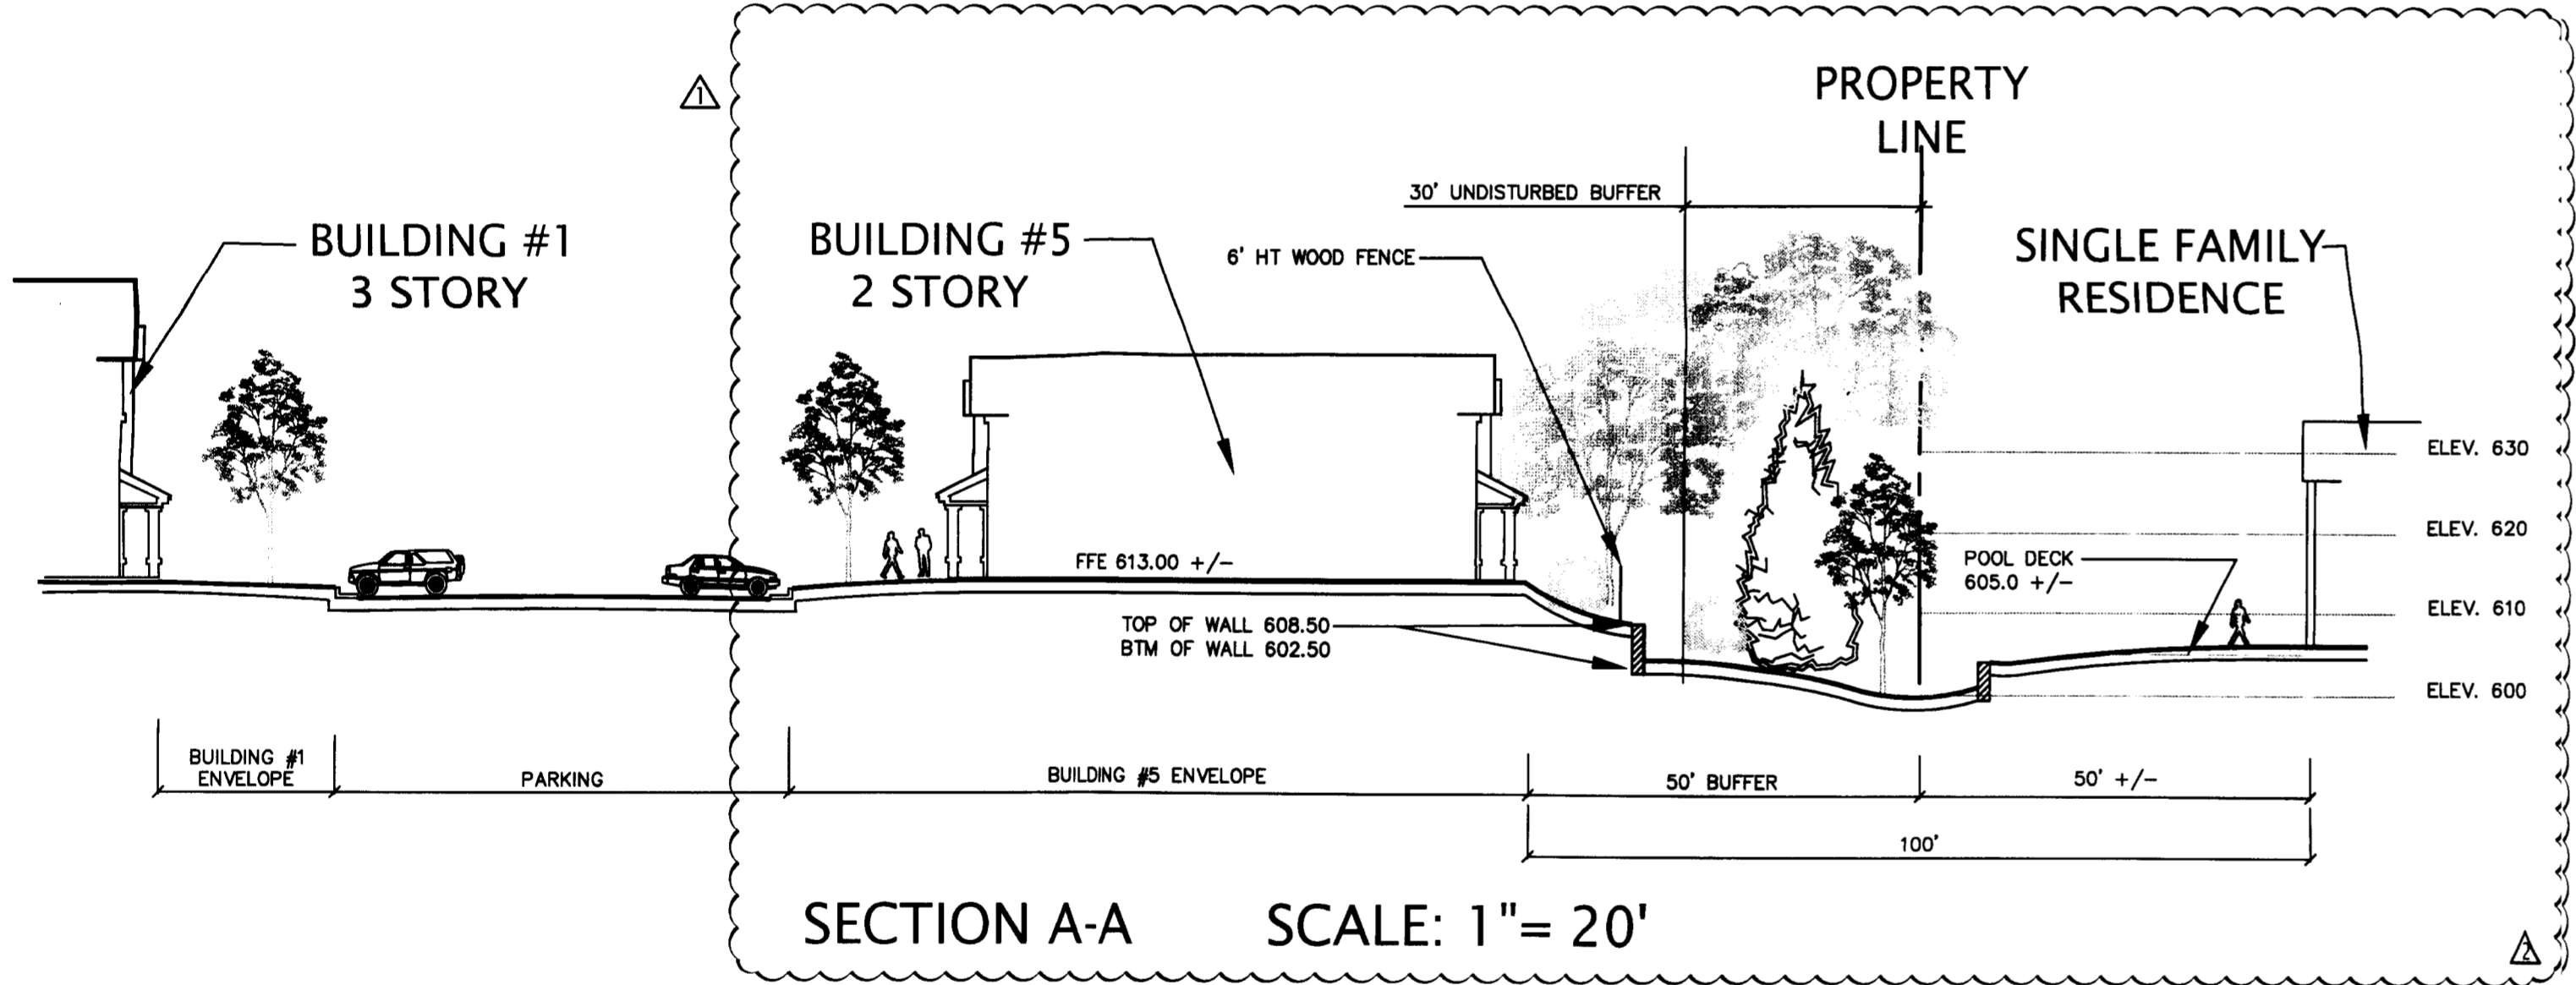 PROPERTY
LINE
1
30' UNDISTURBED BUFFER
BUILDING #1
3 STORY
BUILDING #5
2 STORY
6' HT WOOD FENCE
SINGLE FAMILY
RESIDENCE
ELEV. 630
ELEV. 620
POOL DECK
605.0 +/-
FFE 613.00 +/-
ELEV. 610
TOP OF WALL 608.50
BTM OF WALL 602.50
ELEV. 600
BUILDING #1
ENVELOPE
PARKING
BUILDING #5 ENVELOPE
50' BUFFER
50' +/-
100'
SECTION A-A
SCALE: 1"= 20'
2